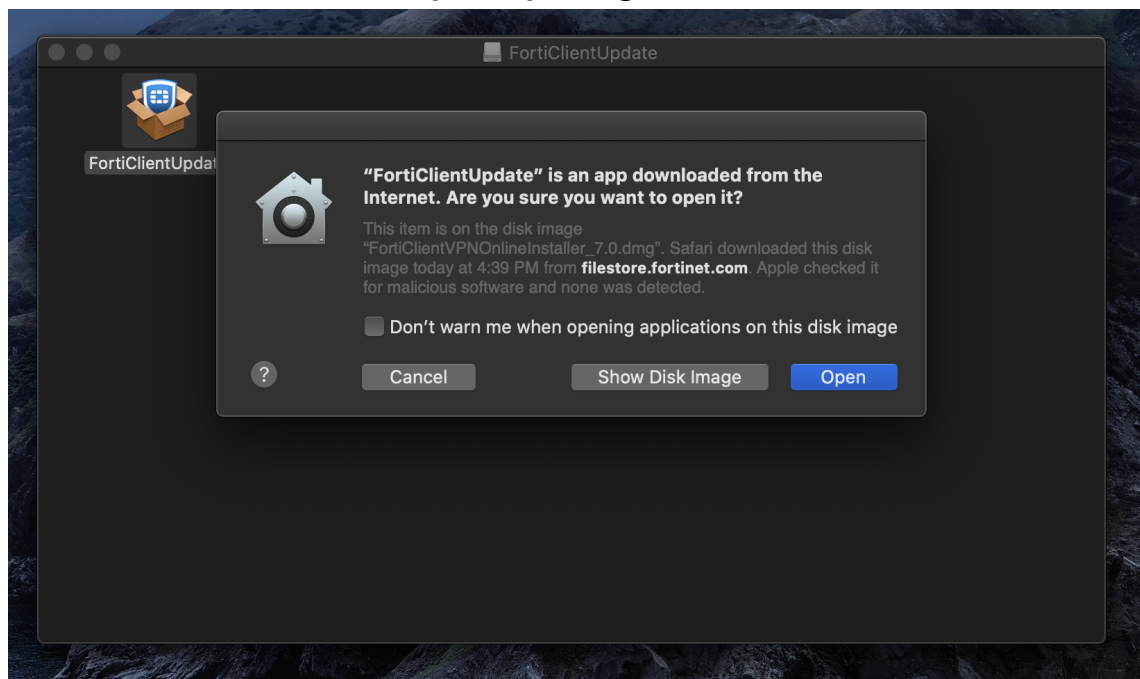 FortiClientUpdate
FortiClientUpdat
“FortiClientUpdate” is an app downloaded from the
Internet. Are you sure you want to open it?
This item is on the disk image
“FortiClientVPNOnlineInstaller_7.0.dmg”. Safari downloaded this disk
image today at 4:39 PM from filestore.fortinet.com. Apple checked it
for malicious software and none was detected.
Don’t warn me when opening applications on this disk image
?
Cancel
Show Disk Image
Open